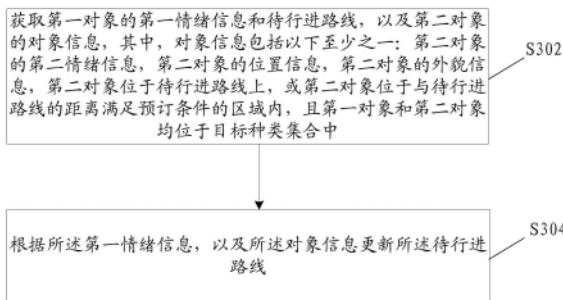 获取第一对象的第一情绪信息和待行进路线，以及第二对象
的对象信息，其中，对象信息包括以下至少之一：第二对象
的第二情绪信息，第二对象的位置信息，第二对象的外貌信
息，第二对象位于待行进路线上，或第二对象位于与待行进
路线的距离满足预订条件的区域内，且第一对象和第二对象
均位于目标种类集合中
S302
根据所述第一情绪信息，以及所述对象信息更新所述待行进
路线
S304